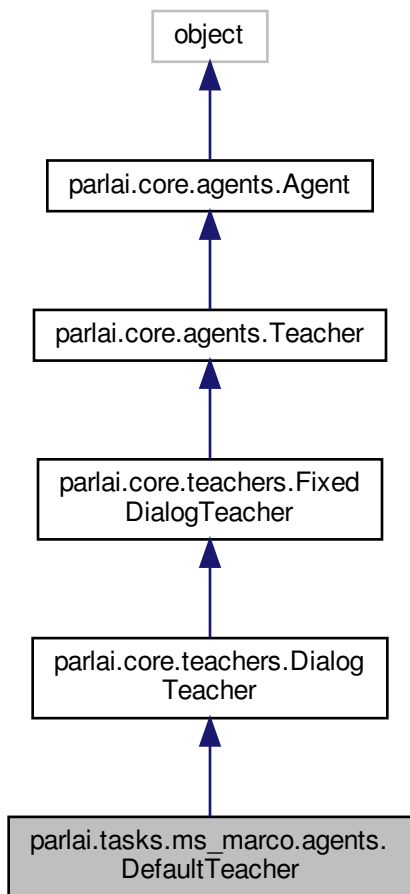 object
parlai.core.agents.Agent
parlai.core.agents.Teacher
parlai.core.teachers.Fixed
DialogTeacher
parlai.core.teachers.Dialog
Teacher
parlai.tasks.ms_marco.agents.
DefaultTeacher